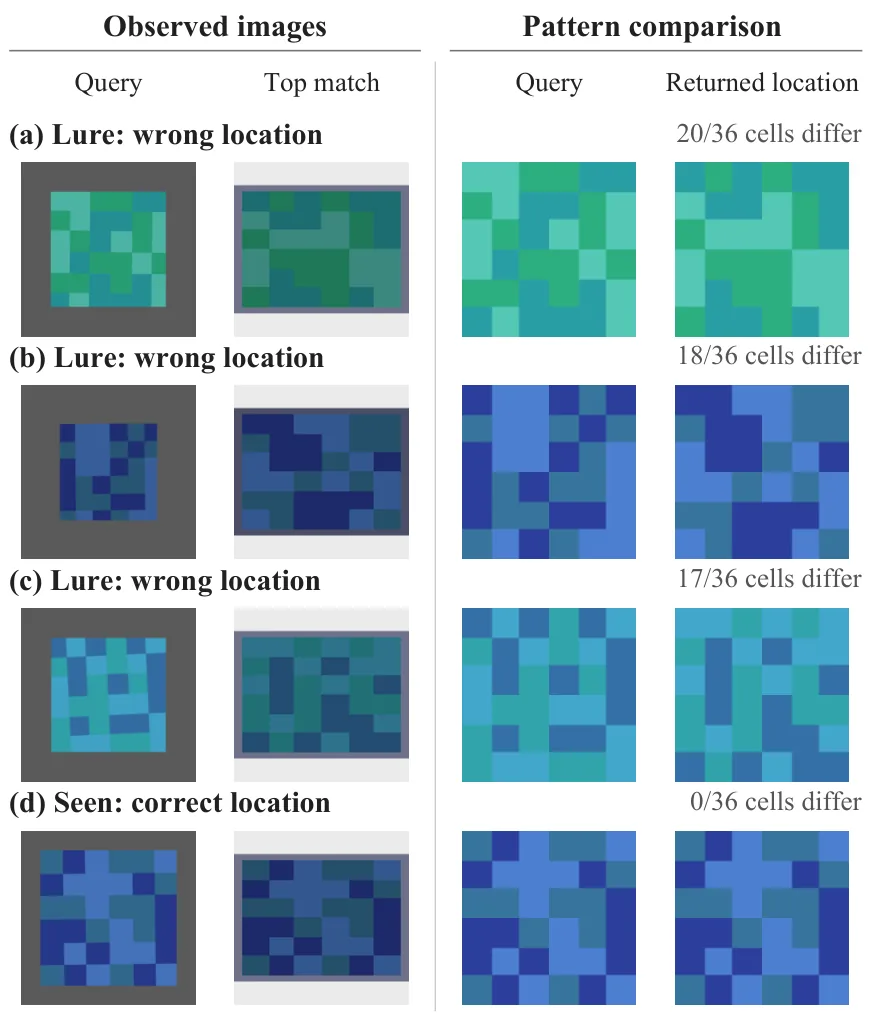 Observed images Pattern comparison
Query Top match Query Returned location
(a) Lure: wrong location 20/36 cells differ
(b) Lure: wrong location 18/36 cells differ
(c) Lure: wrong location 17/36 cells differ
(d) Seen: correct location 0/36 cells differ